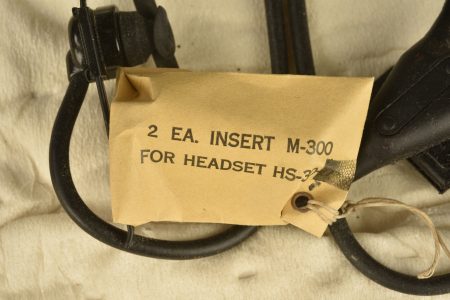 2 EA. INSERT M-300
FOR HEADSET